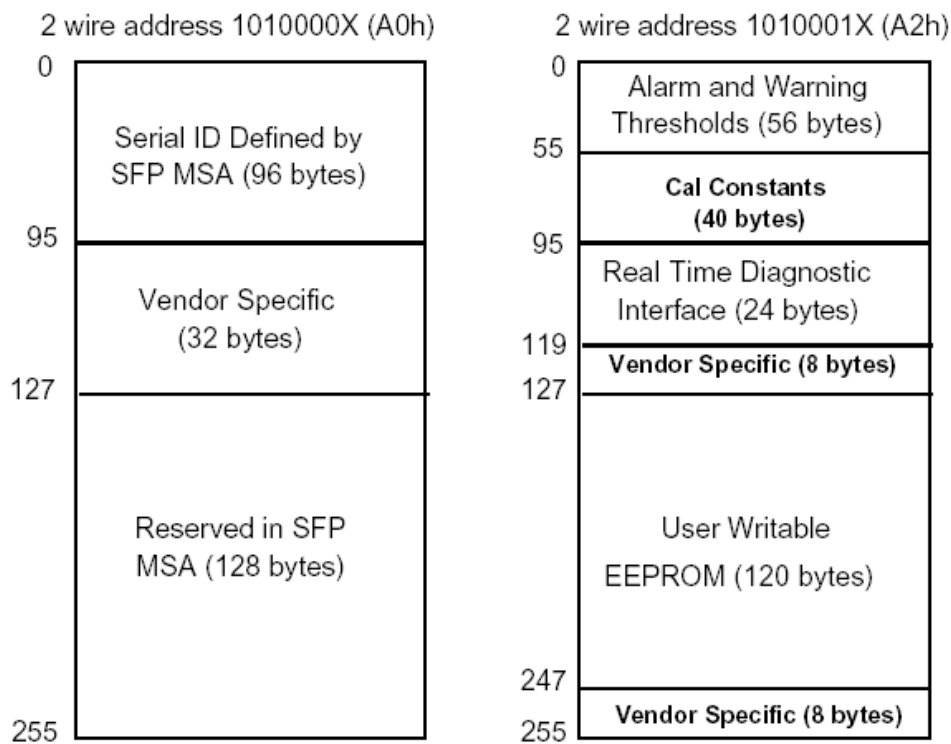 2 wire address 1010000X (A0h)
0
Serial ID Defined by
SFP MSA (96 bytes)
95
Vendor Specific
(32 bytes)
127
Reserved in SFP
MSA (128 bytes)
255
2 wire address 1010001X (A2h)
0
Alarm and Warning
Thresholds (56 bytes)
55
Cal Constants
(40 bytes)
95
Real Time Diagnostic
Interface (24 bytes)
119
Vendor Specific (8 bytes)
127
User Writable
EEPROM (120 bytes)
247
Vendor Specific (8 bytes)
255